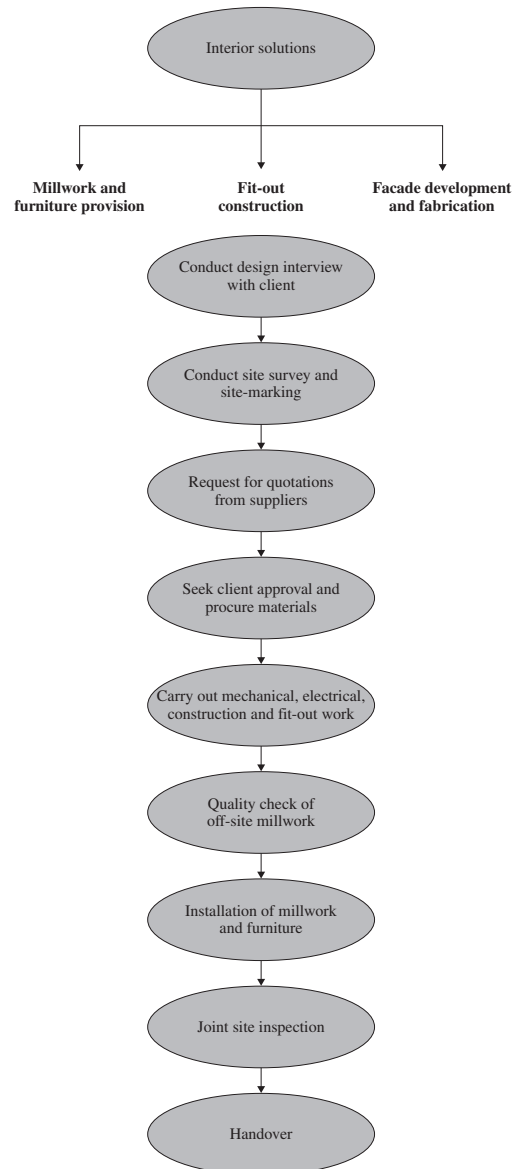 Interior solutions
Millwork and
furniture provision
Fit-out
construction
Facade development
and fabrication
Conduct design interview
with client
Conduct site survey and
site-marking
Request for quotations
from suppliers
Seek client approval and
procure materials
Carry out mechanical, electrical,
construction and fit-out work
Quality check of
off-site millwork
Installation of millwork
and furniture
Joint site inspection
Handover